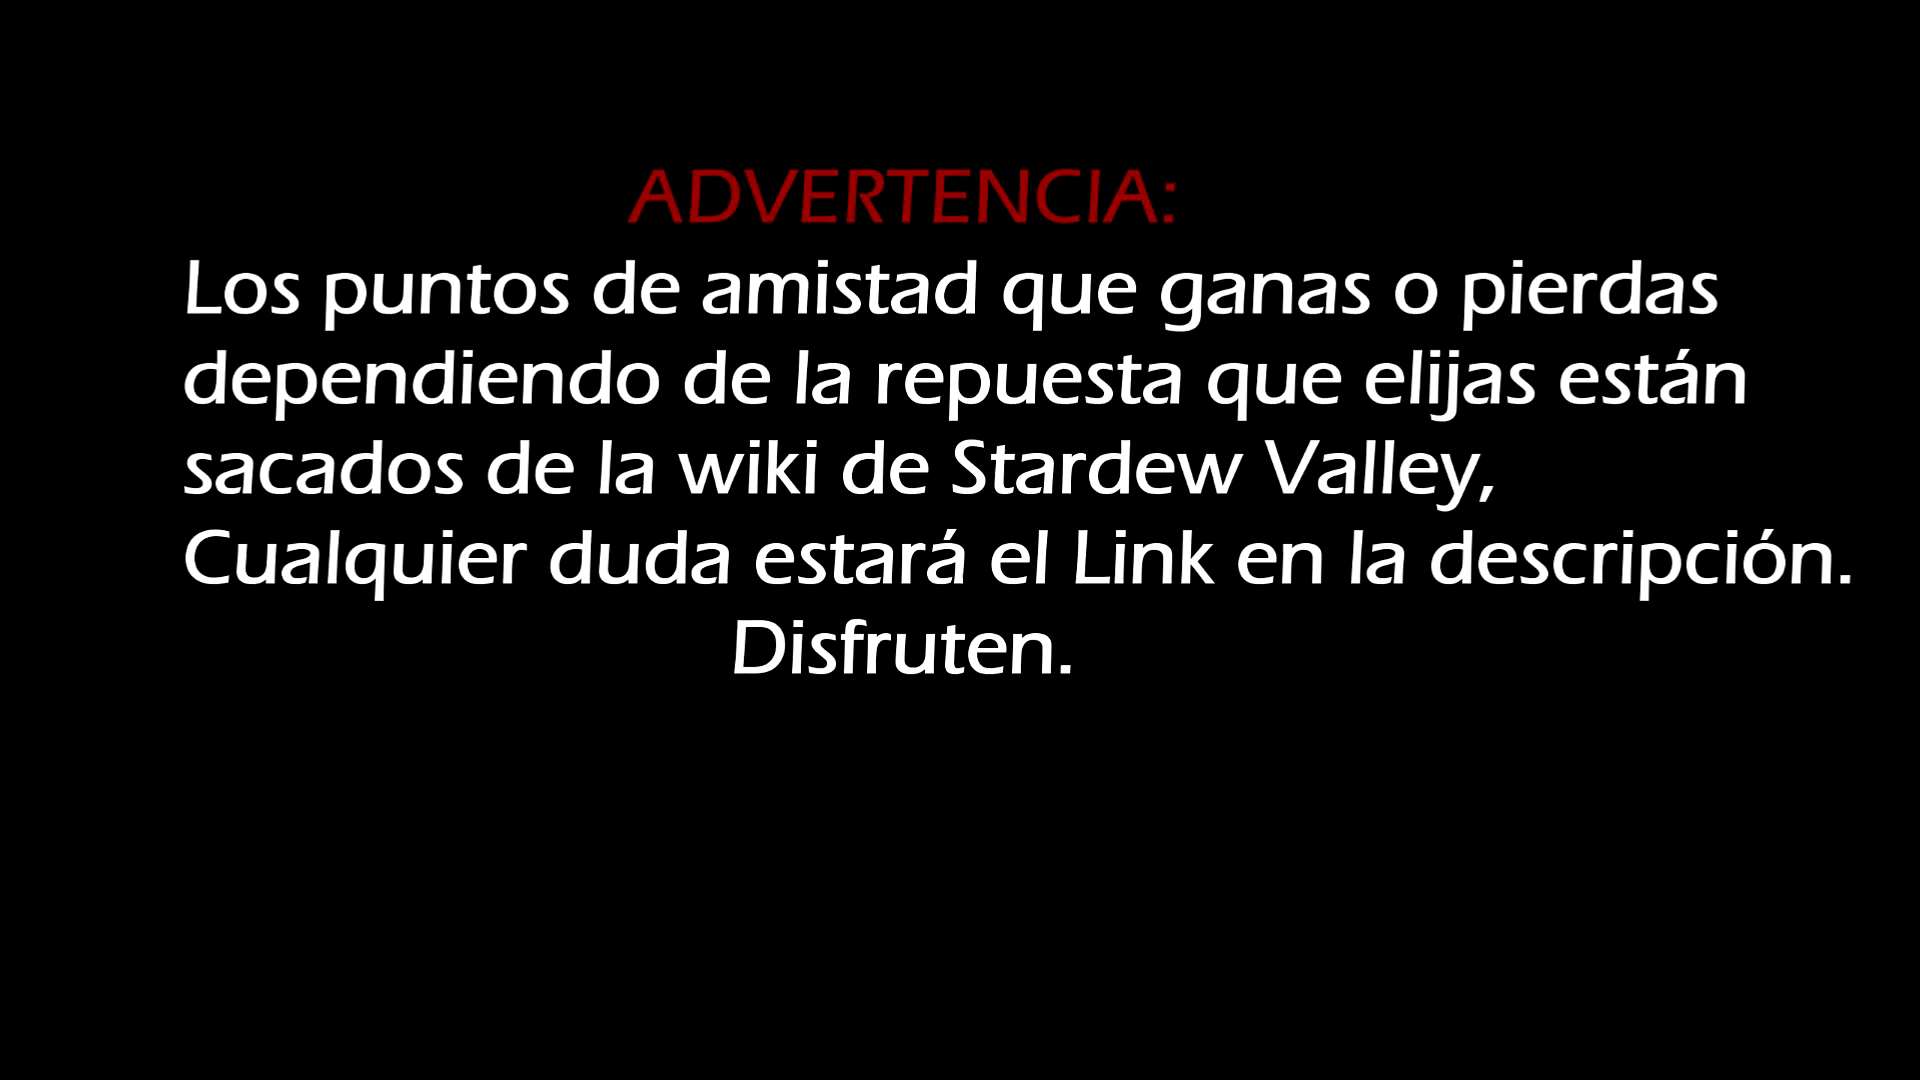 ADVERTENCIA:
Los puntos de amistad que ganas o pierdas
dependiendo de la repuesta que elijas están
sacados de la wiki de Stardew Valley,
Cualquier duda estará el Link en la descripción.
Disfruten.